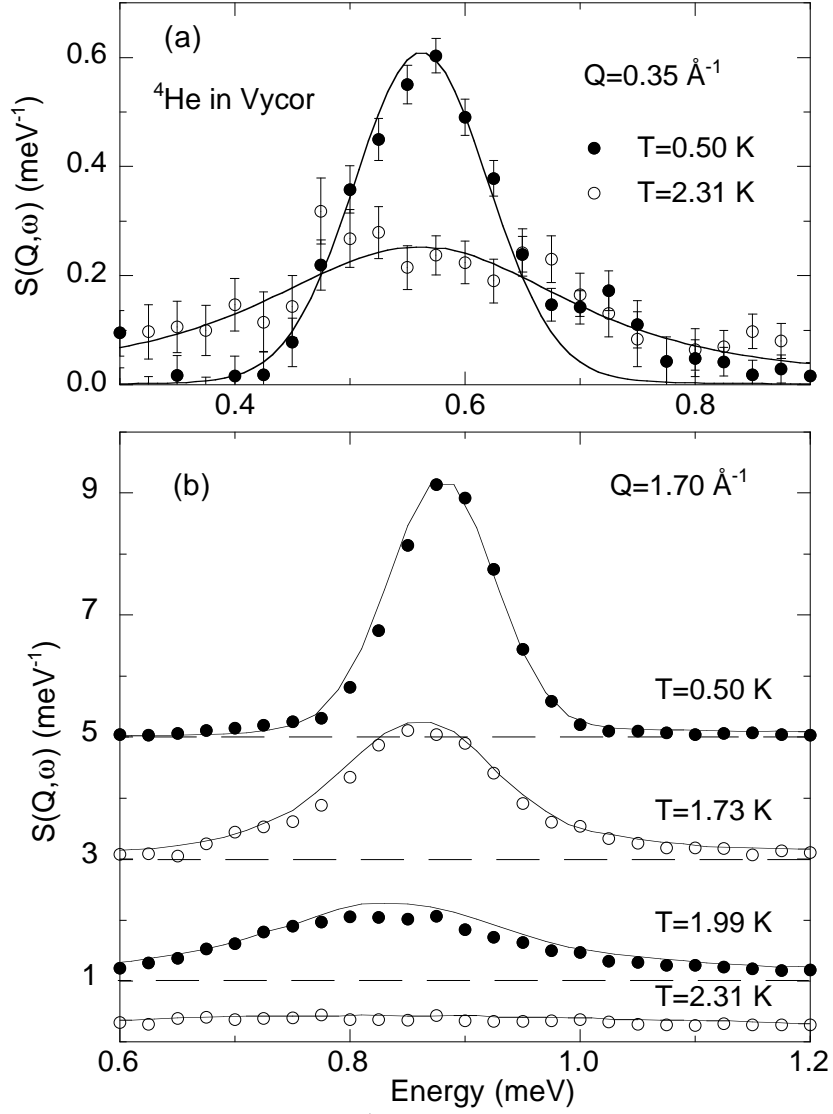 (a)
⁴He in Vycor
Q=0.35 Å⁻¹
T=0.50 K
T=2.31 K
S(Q,ω) (meV⁻¹)
0.6
0.4
0.2
0.0
0.4 0.6 0.8
(b)
Q=1.70 Å⁻¹
S(Q,ω) (meV⁻¹)
9
7
5
3
1
T=0.50 K
T=1.73 K
T=1.99 K
T=2.31 K
0.6 0.8 1.0 1.2
Energy (meV)